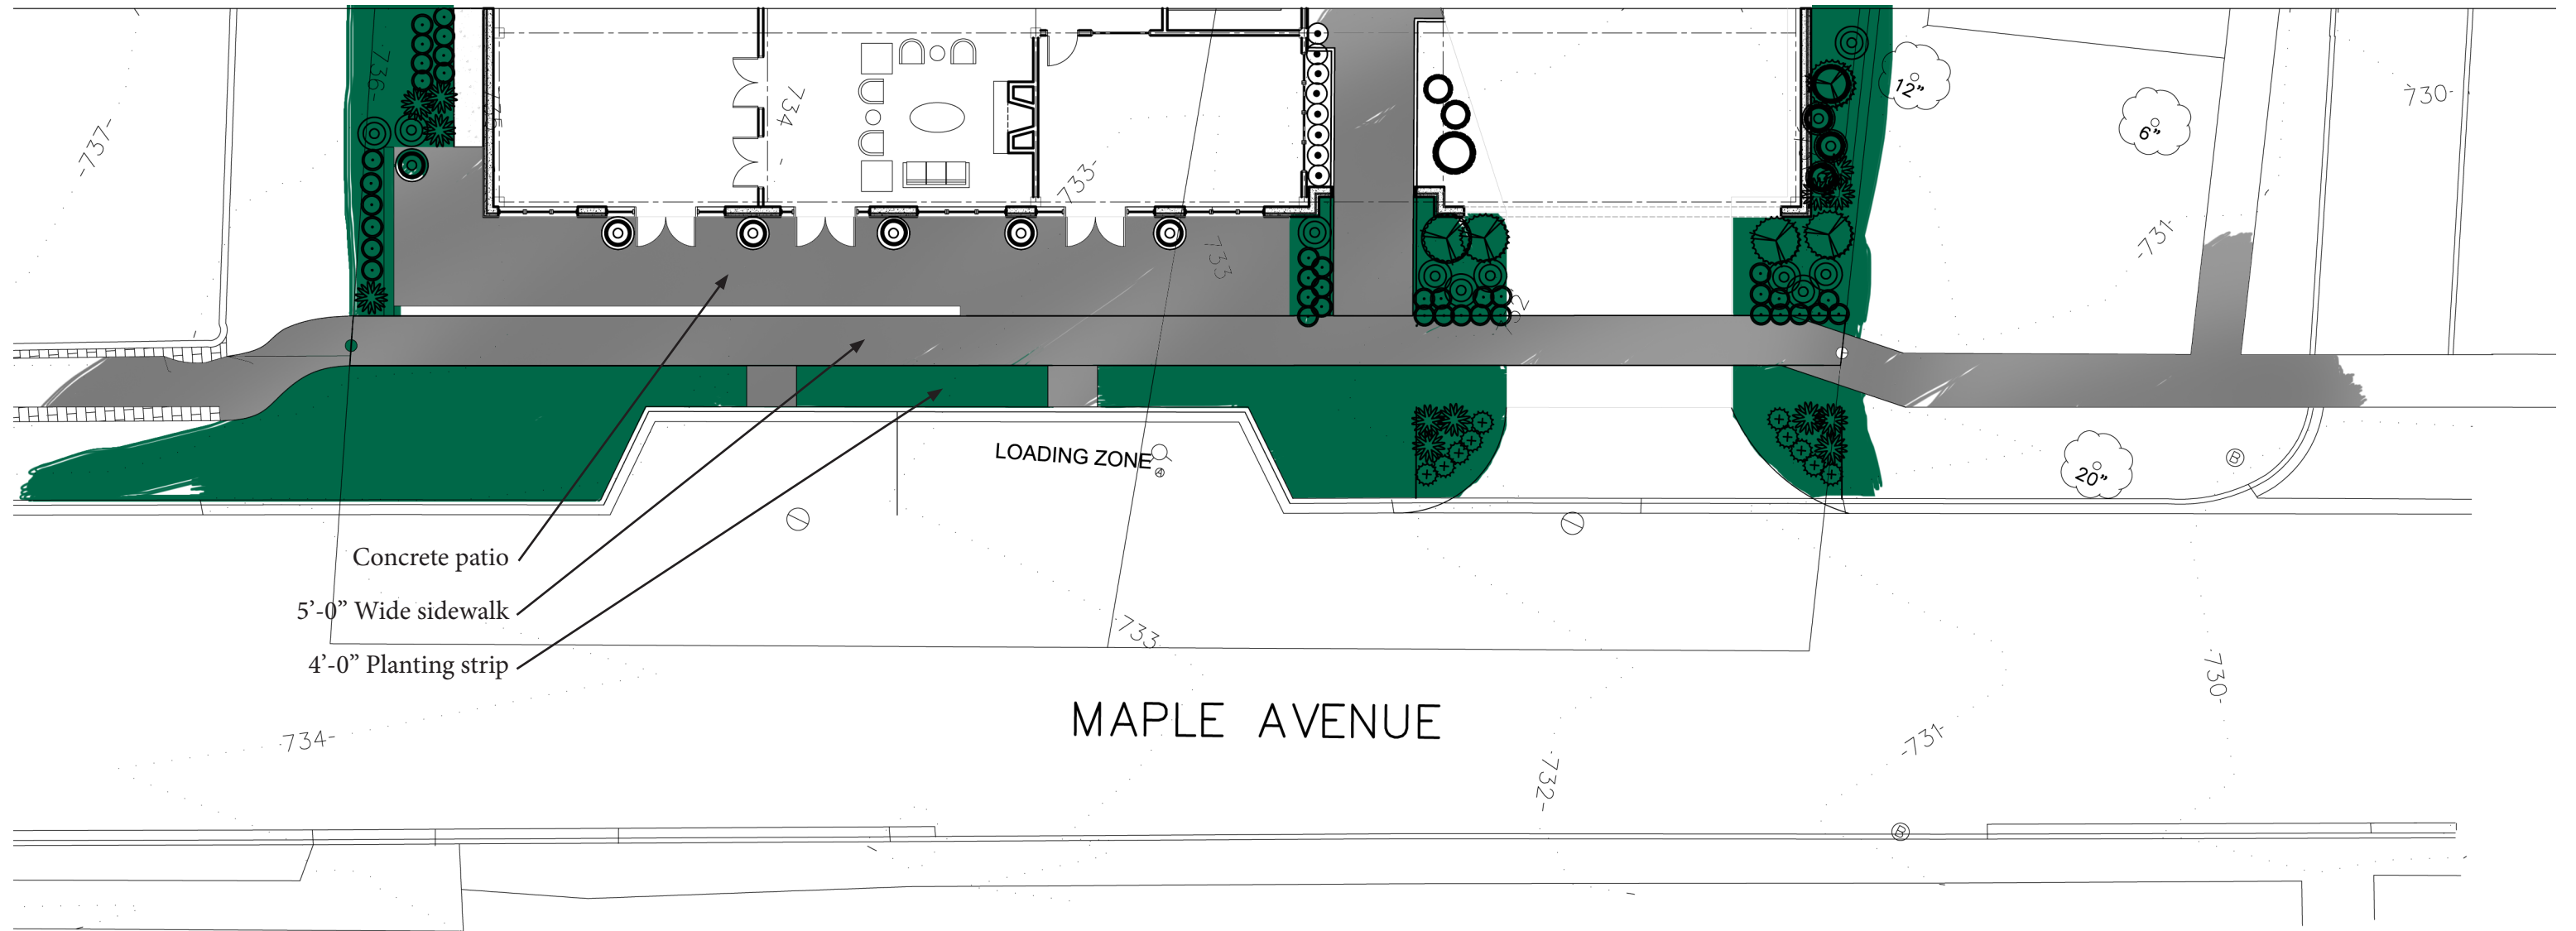 -736-
12”
6”
730-
-737-
734 -
-733-
-731-
733
LOADING ZONE
20”
B
Concrete patio
5’-0” Wide sidewalk
4’-0” Planting strip
-733
-730-
MAPLE AVENUE
-734-
-731-
-732-
B